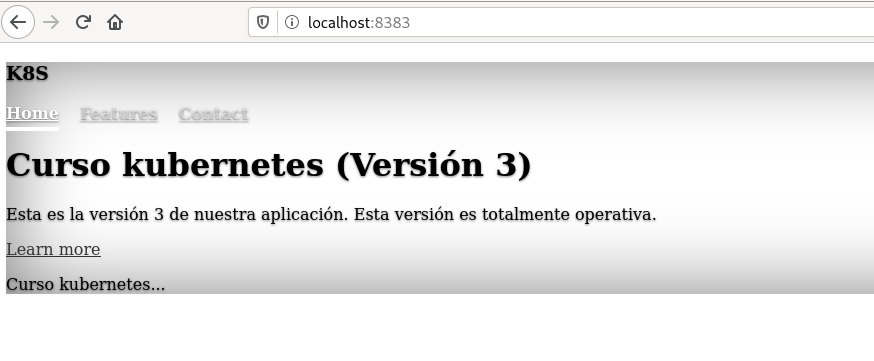 localhost:8383
K8S
Home Features Contact
Curso kubernetes (Versión 3)
Esta es la versión 3 de nuestra aplicación. Esta versión es totalmente operativa.
Learn more
Curso kubernetes...